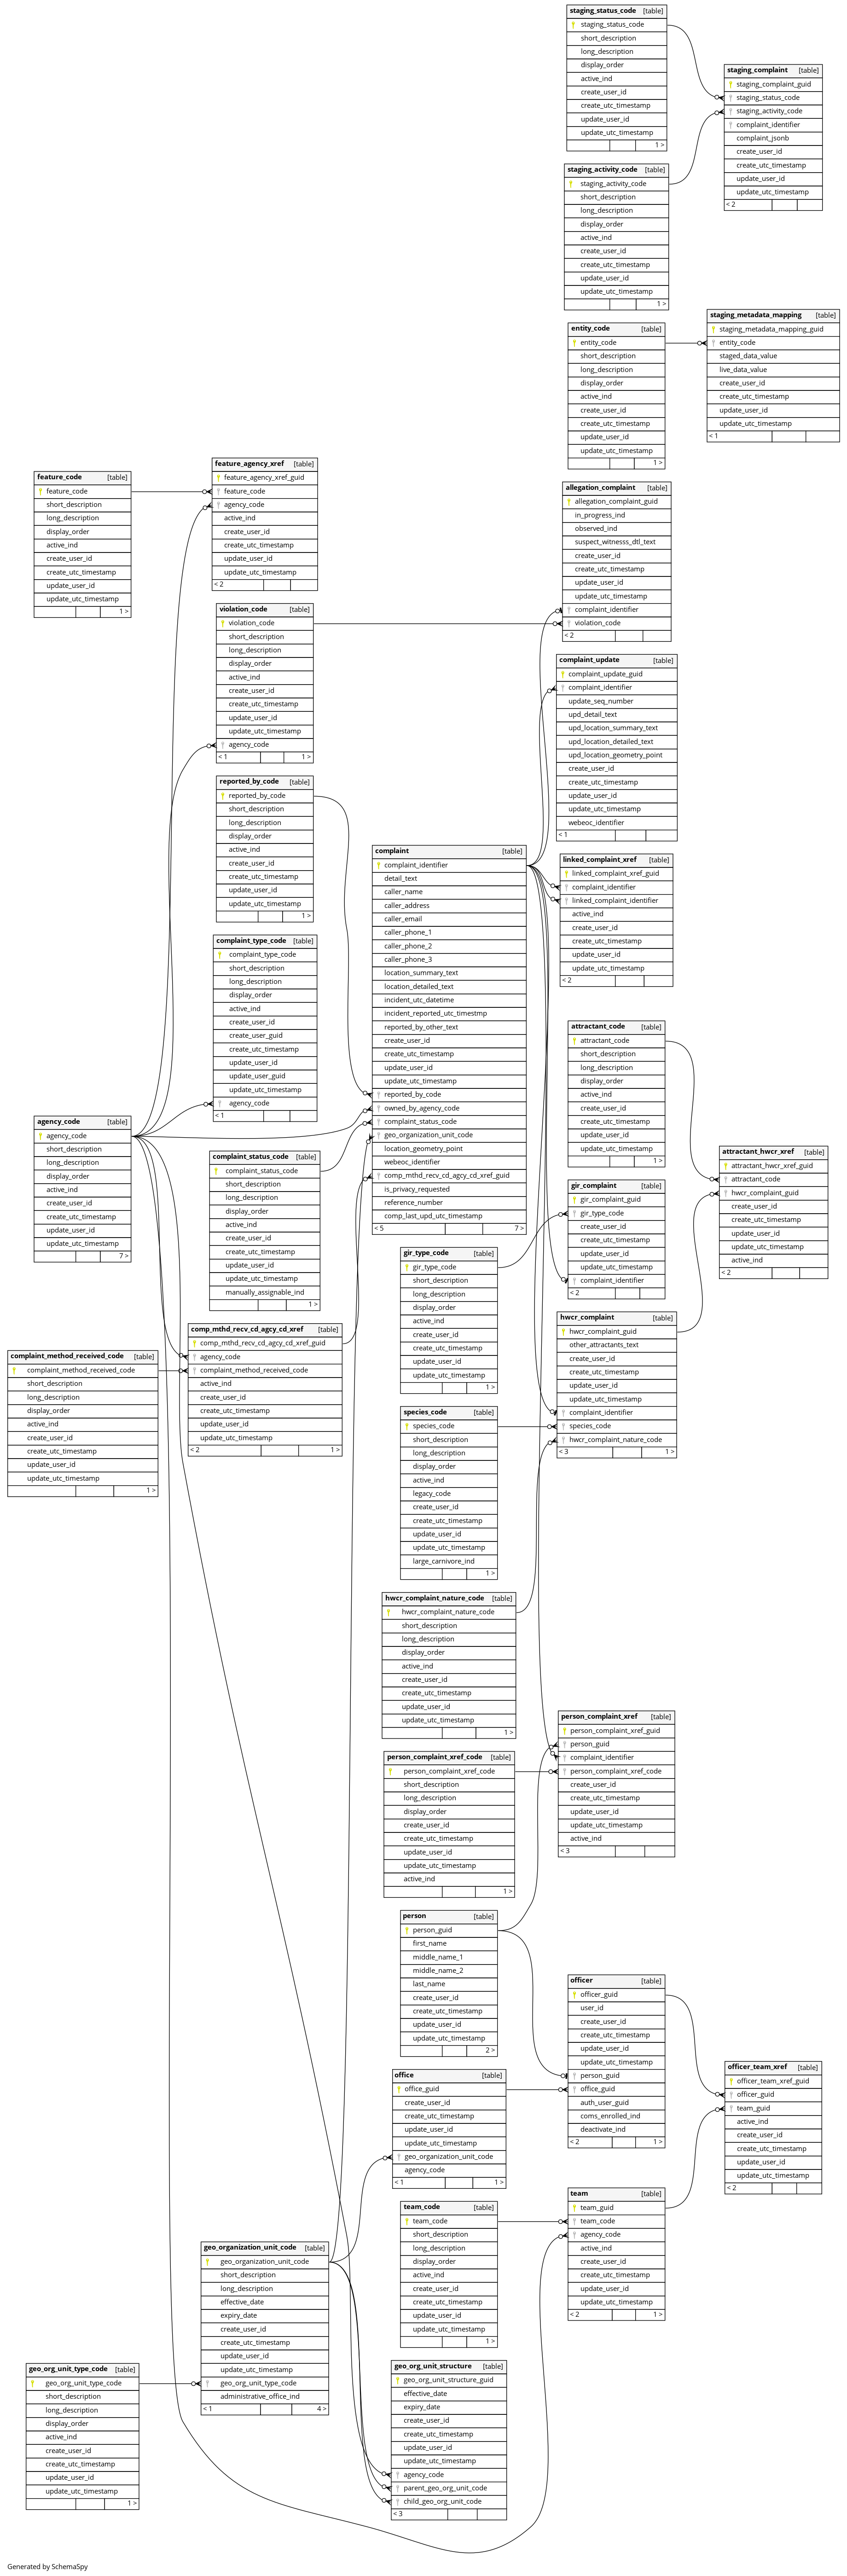 staging_status_code [table]
staging_status_code
short_description
long_description
display_order
active_ind
create_user_id
create_utc_timestamp
update_user_id
update_utc_timestamp
1 >
staging_complaint [table]
staging_complaint_guid
staging_status_code
staging_activity_code
complaint_identifier
complaint_jsonb
create_user_id
create_utc_timestamp
update_user_id
update_utc_timestamp
< 2
staging_activity_code [table]
staging_activity_code
short_description
long_description
display_order
active_ind
create_user_id
create_utc_timestamp
update_user_id
update_utc_timestamp
1 >
staging_metadata_mapping [table]
staging_metadata_mapping_guid
entity_code
staged_data_value
live_data_value
create_user_id
create_utc_timestamp
update_user_id
update_utc_timestamp
< 1
entity_code [table]
entity_code
short_description
long_description
display_order
active_ind
create_user_id
create_utc_timestamp
update_user_id
update_utc_timestamp
1 >
feature_code [table]
feature_code
short_description
long_description
display_order
active_ind
create_user_id
create_utc_timestamp
update_user_id
update_utc_timestamp
1 >
feature_agency_xref [table]
feature_agency_xref_guid
feature_code
agency_code
active_ind
create_user_id
create_utc_timestamp
update_user_id
update_utc_timestamp
< 2
allegation_complaint [table]
allegation_complaint_guid
in_progress_ind
observed_ind
suspect_witnesss_dtl_text
create_user_id
create_utc_timestamp
update_user_id
update_utc_timestamp
complaint_identifier
violation_code
< 2
violation_code [table]
violation_code
short_description
long_description
display_order
active_ind
create_user_id
create_utc_timestamp
update_user_id
update_utc_timestamp
agency_code
< 1 1 >
complaint_update [table]
complaint_update_guid
complaint_identifier
update_seq_number
upd_detail_text
upd_location_summary_text
upd_location_detailed_text
upd_location_geometry_point
create_user_id
create_utc_timestamp
update_user_id
update_utc_timestamp
webeoc_identifier
< 1
reported_by_code [table]
reported_by_code
short_description
long_description
display_order
active_ind
create_user_id
create_utc_timestamp
update_user_id
update_utc_timestamp
1 >
complaint [table]
complaint_identifier
detail_text
caller_name
caller_address
caller_email
caller_phone_1
caller_phone_2
caller_phone_3
location_summary_text
location_detailed_text
incident_utc_datetime
incident_reported_utc_timestmp
reported_by_other_text
create_user_id
create_utc_timestamp
update_user_id
update_utc_timestamp
reported_by_code
owned_by_agency_code
complaint_status_code
geo_organization_unit_code
location_geometry_point
webeoc_identifier
comp_mthd_recv_cd_agcy_cd_xref_guid
is_privacy_requested
reference_number
comp_last_upd_utc_timestamp
< 5 7 >
linked_complaint_xref [table]
linked_complaint_xref_guid
complaint_identifier
linked_complaint_identifier
active_ind
create_user_id
create_utc_timestamp
update_user_id
update_utc_timestamp
< 2
complaint_type_code [table]
complaint_type_code
short_description
long_description
display_order
active_ind
create_user_id
create_user_guid
create_utc_timestamp
update_user_id
update_user_guid
update_utc_timestamp
agency_code
< 1
attractant_code [table]
attractant_code
short_description
long_description
display_order
active_ind
create_user_id
create_utc_timestamp
update_user_id
update_utc_timestamp
1 >
agency_code [table]
agency_code
short_description
long_description
display_order
active_ind
create_user_id
create_utc_timestamp
update_user_id
update_utc_timestamp
7 >
complaint_status_code [table]
complaint_status_code
short_description
long_description
display_order
active_ind
create_user_id
create_utc_timestamp
update_user_id
update_utc_timestamp
manually_assignable_ind
1 >
attractant_hwcr_xref [table]
attractant_hwcr_xref_guid
attractant_code
hwcr_complaint_guid
create_user_id
create_utc_timestamp
update_user_id
update_utc_timestamp
active_ind
< 2
gir_complaint [table]
gir_complaint_guid
gir_type_code
create_user_id
create_utc_timestamp
update_user_id
update_utc_timestamp
complaint_identifier
< 2
gir_type_code [table]
gir_type_code
short_description
long_description
display_order
active_ind
create_user_id
create_utc_timestamp
update_user_id
update_utc_timestamp
1 >
hwcr_complaint [table]
hwcr_complaint_guid
other_attractants_text
create_user_id
create_utc_timestamp
update_user_id
update_utc_timestamp
complaint_identifier
species_code
hwcr_complaint_nature_code
< 3 1 >
complaint_method_received_code [table]
complaint_method_received_code
short_description
long_description
display_order
active_ind
create_user_id
create_utc_timestamp
update_user_id
update_utc_timestamp
1 >
comp_mthd_recv_cd_agcy_cd_xref [table]
comp_mthd_recv_cd_agcy_cd_xref_guid
agency_code
complaint_method_received_code
active_ind
create_user_id
create_utc_timestamp
update_user_id
update_utc_timestamp
< 2 1 >
species_code [table]
species_code
short_description
long_description
display_order
active_ind
legacy_code
create_user_id
create_utc_timestamp
update_user_id
update_utc_timestamp
large_carnivore_ind
1 >
hwcr_complaint_nature_code [table]
hwcr_complaint_nature_code
short_description
long_description
display_order
active_ind
create_user_id
create_utc_timestamp
update_user_id
update_utc_timestamp
1 >
person_complaint_xref [table]
person_complaint_xref_guid
person_guid
complaint_identifier
person_complaint_xref_code
create_user_id
create_utc_timestamp
update_user_id
update_utc_timestamp
active_ind
< 3
person_complaint_xref_code [table]
person_complaint_xref_code
short_description
long_description
display_order
create_user_id
create_utc_timestamp
update_user_id
update_utc_timestamp
active_ind
1 >
person [table]
person_guid
first_name
middle_name_1
middle_name_2
last_name
create_user_id
create_utc_timestamp
update_user_id
update_utc_timestamp
2 >
officer [table]
officer_guid
user_id
create_user_id
create_utc_timestamp
update_user_id
update_utc_timestamp
person_guid
office_guid
auth_user_guid
coms_enrolled_ind
deactivate_ind
< 2 1 >
officer_team_xref [table]
officer_team_xref_guid
officer_guid
team_guid
active_ind
create_user_id
create_utc_timestamp
update_user_id
update_utc_timestamp
< 2
office [table]
office_guid
create_user_id
create_utc_timestamp
update_user_id
update_utc_timestamp
geo_organization_unit_code
agency_code
< 1 1 >
team [table]
team_guid
team_code
agency_code
active_ind
create_user_id
create_utc_timestamp
update_user_id
update_utc_timestamp
< 2 1 >
team_code [table]
team_code
short_description
long_description
display_order
active_ind
create_user_id
create_utc_timestamp
update_user_id
update_utc_timestamp
1 >
geo_organization_unit_code [table]
geo_organization_unit_code
short_description
long_description
effective_date
expiry_date
create_user_id
create_utc_timestamp
update_user_id
update_utc_timestamp
geo_org_unit_type_code
administrative_office_ind
< 1 4 >
geo_org_unit_type_code [table]
geo_org_unit_type_code
short_description
long_description
display_order
active_ind
create_user_id
create_utc_timestamp
update_user_id
update_utc_timestamp
1 >
geo_org_unit_structure [table]
geo_org_unit_structure_guid
effective_date
expiry_date
create_user_id
create_utc_timestamp
update_user_id
update_utc_timestamp
agency_code
parent_geo_org_unit_code
child_geo_org_unit_code
< 3
Generated by SchemaSpy